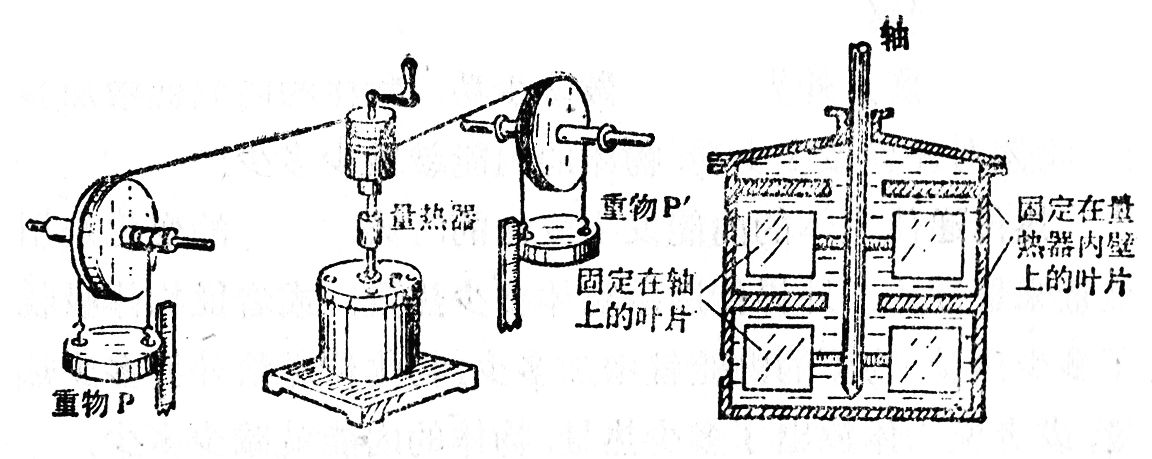 轴
量热器
重物P′
固定在量
热器内壁
上的叶片
固定在轴
上的叶片
重物P